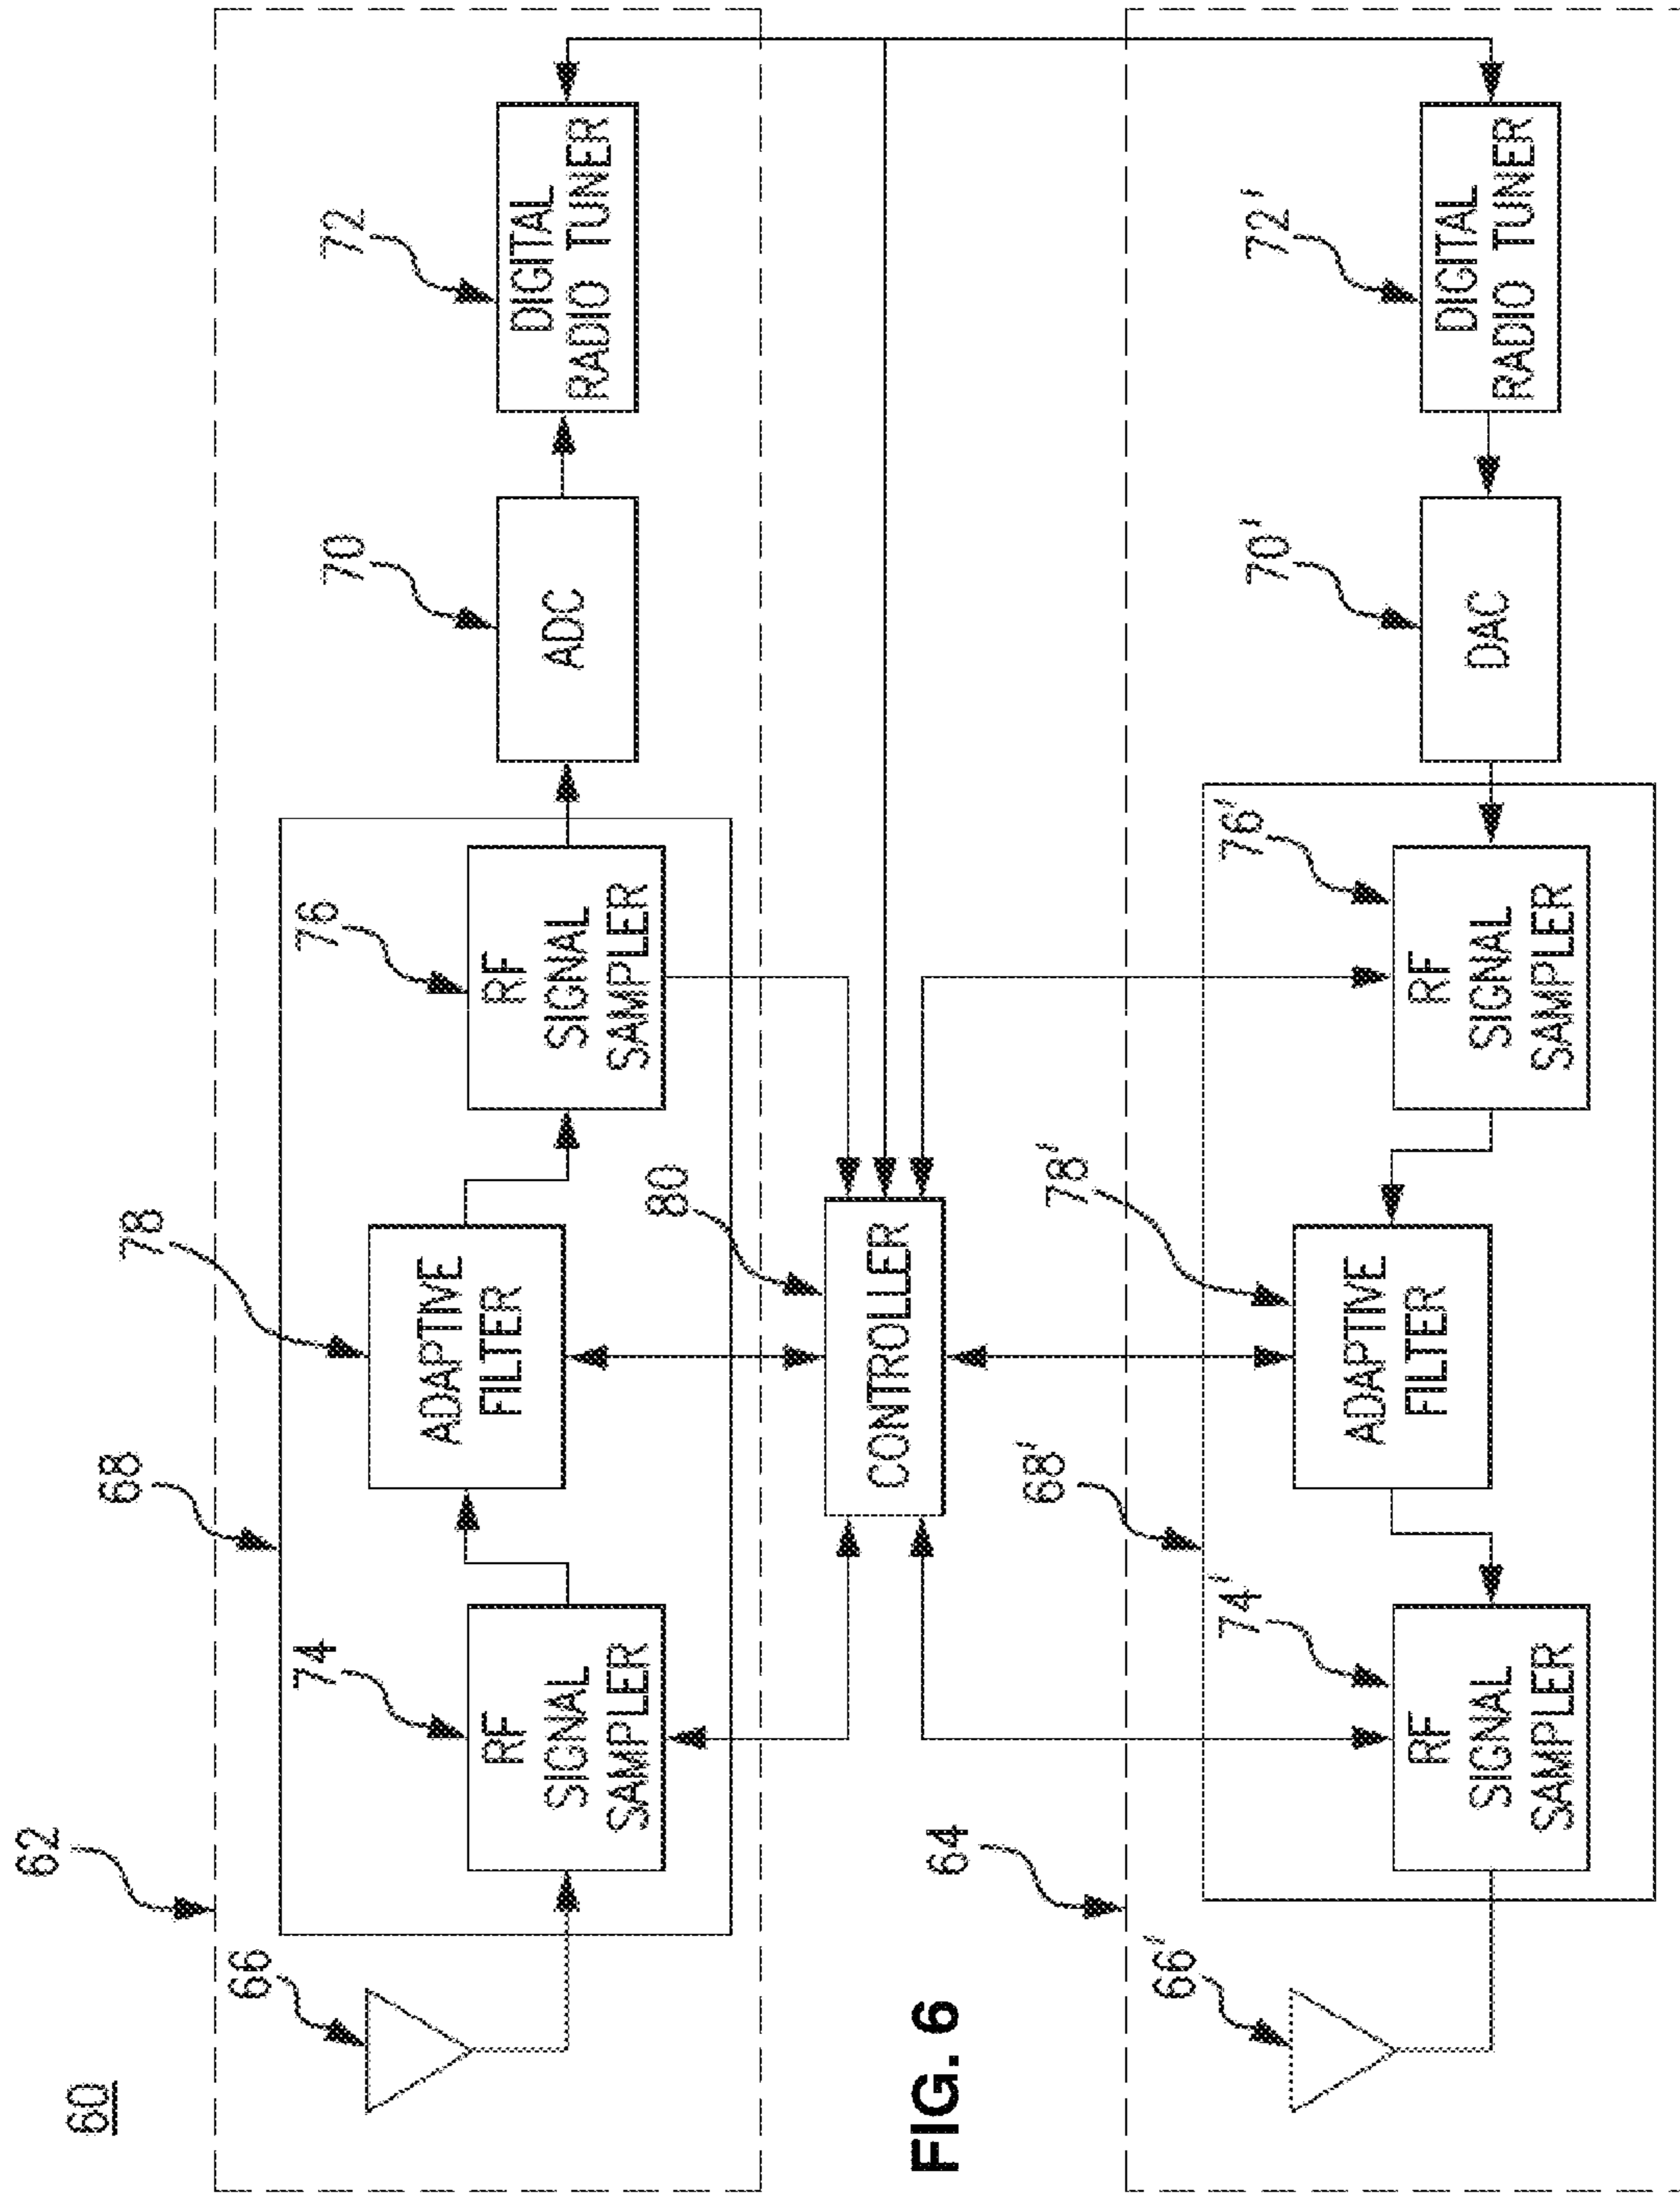 60
62
66
68
74
RF
SIGNAL
SAMPLER
78
ADAPTIVE
FILTER
76
RF
SIGNAL
SAMPLER
70
ADC
72
DIGITAL
RADIO TUNER
80
CONTROLLER
FIG. 6
64
66'
68'
74'
RF
SIGNAL
SAMPLER
78'
ADAPTIVE
FILTER
76'
RF
SIGNAL
SAMPLER
70'
DAC
72'
DIGITAL
RADIO TUNER